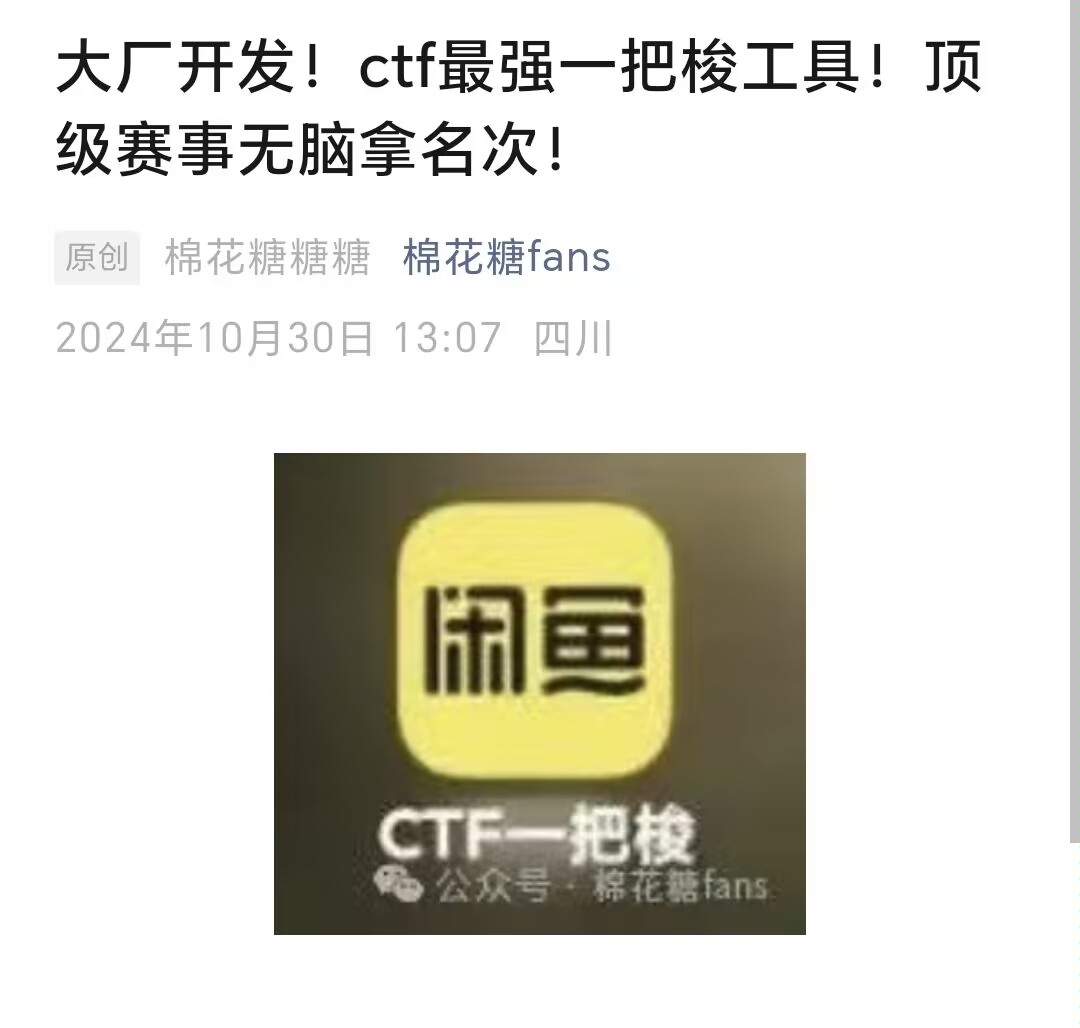 大厂开发！ctf最强一把梭工具！顶
级赛事无脑拿名次！
原创 棉花糖糖糖 棉花糖fans
2024年10月30日 13:07 四川
闲鱼
CTF一把梭
公众号·棉花糖fans